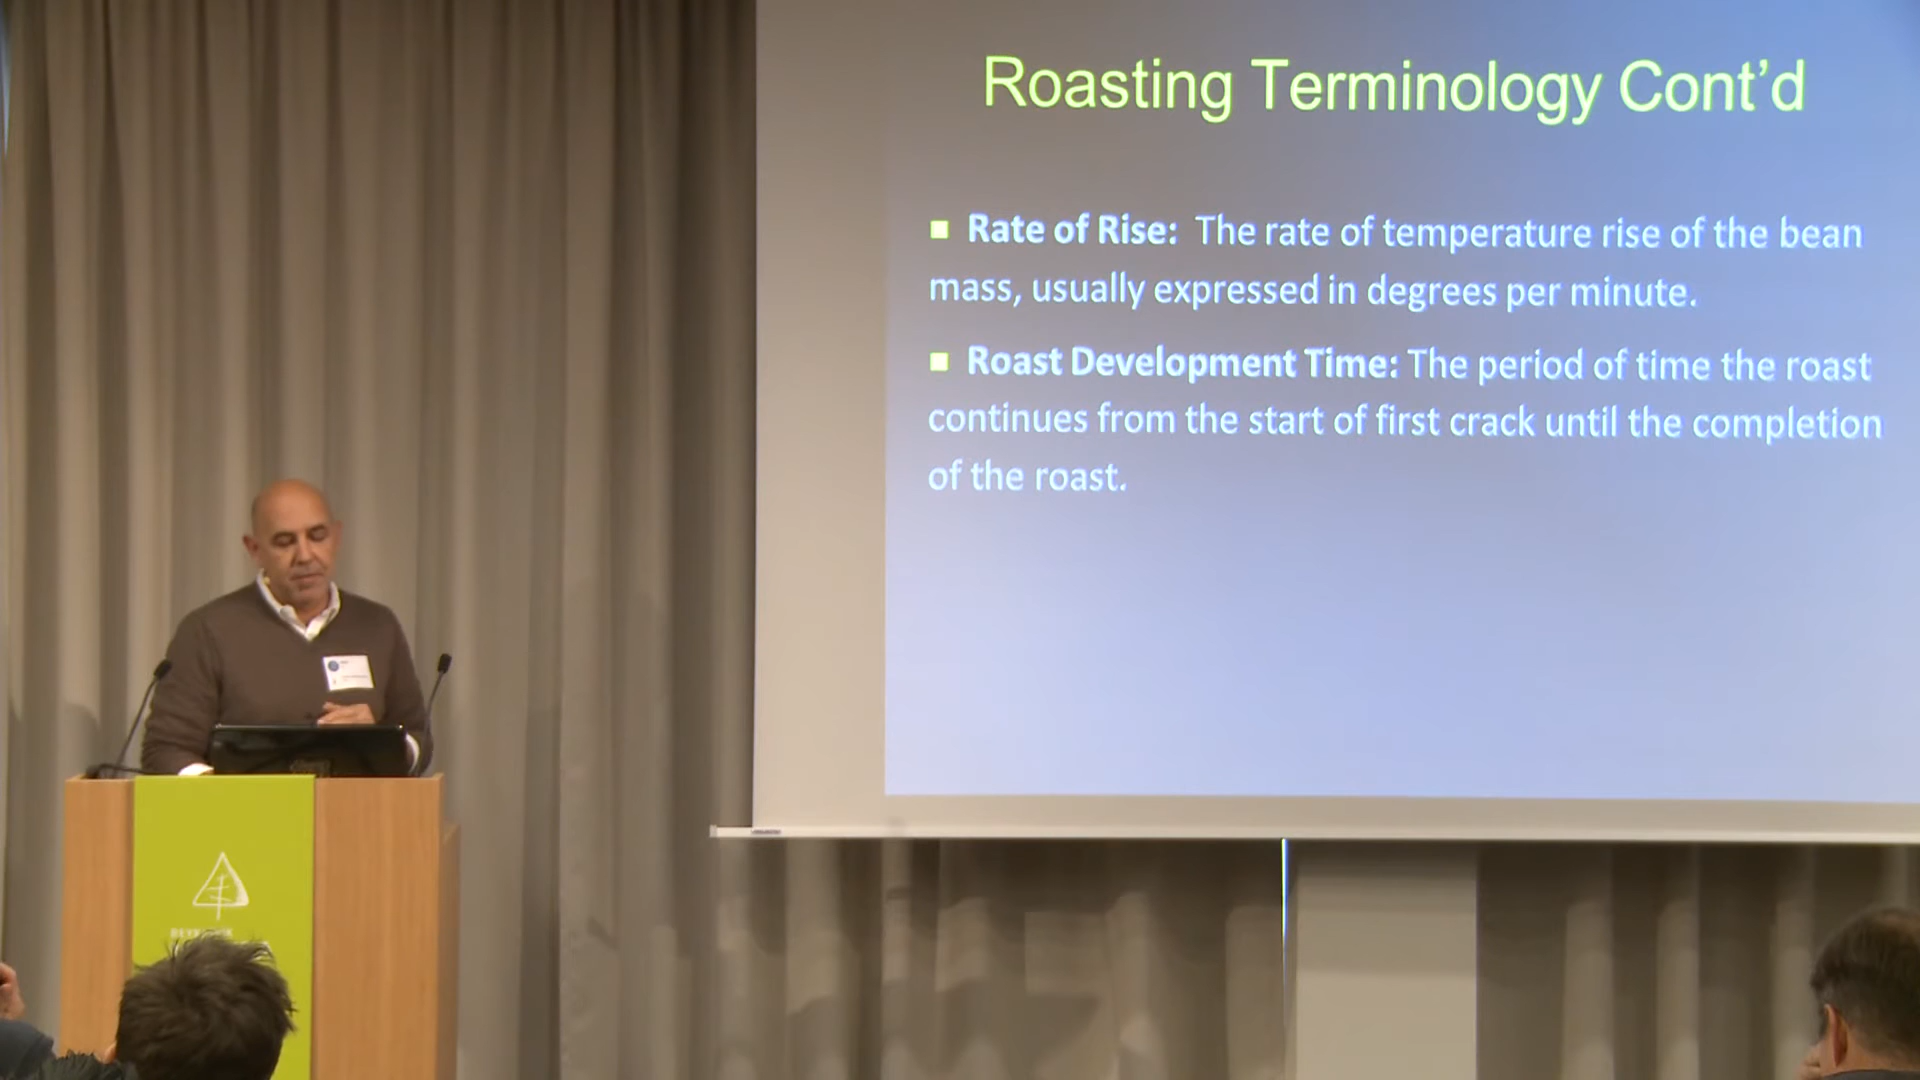 Roasting Terminology Cont’d
Rate of Rise: The rate of temperature rise of the bean
mass, usually expressed in degrees per minute.
Roast Development Time: The period of time the roast
continues from the start of first crack until the completion
of the roast.